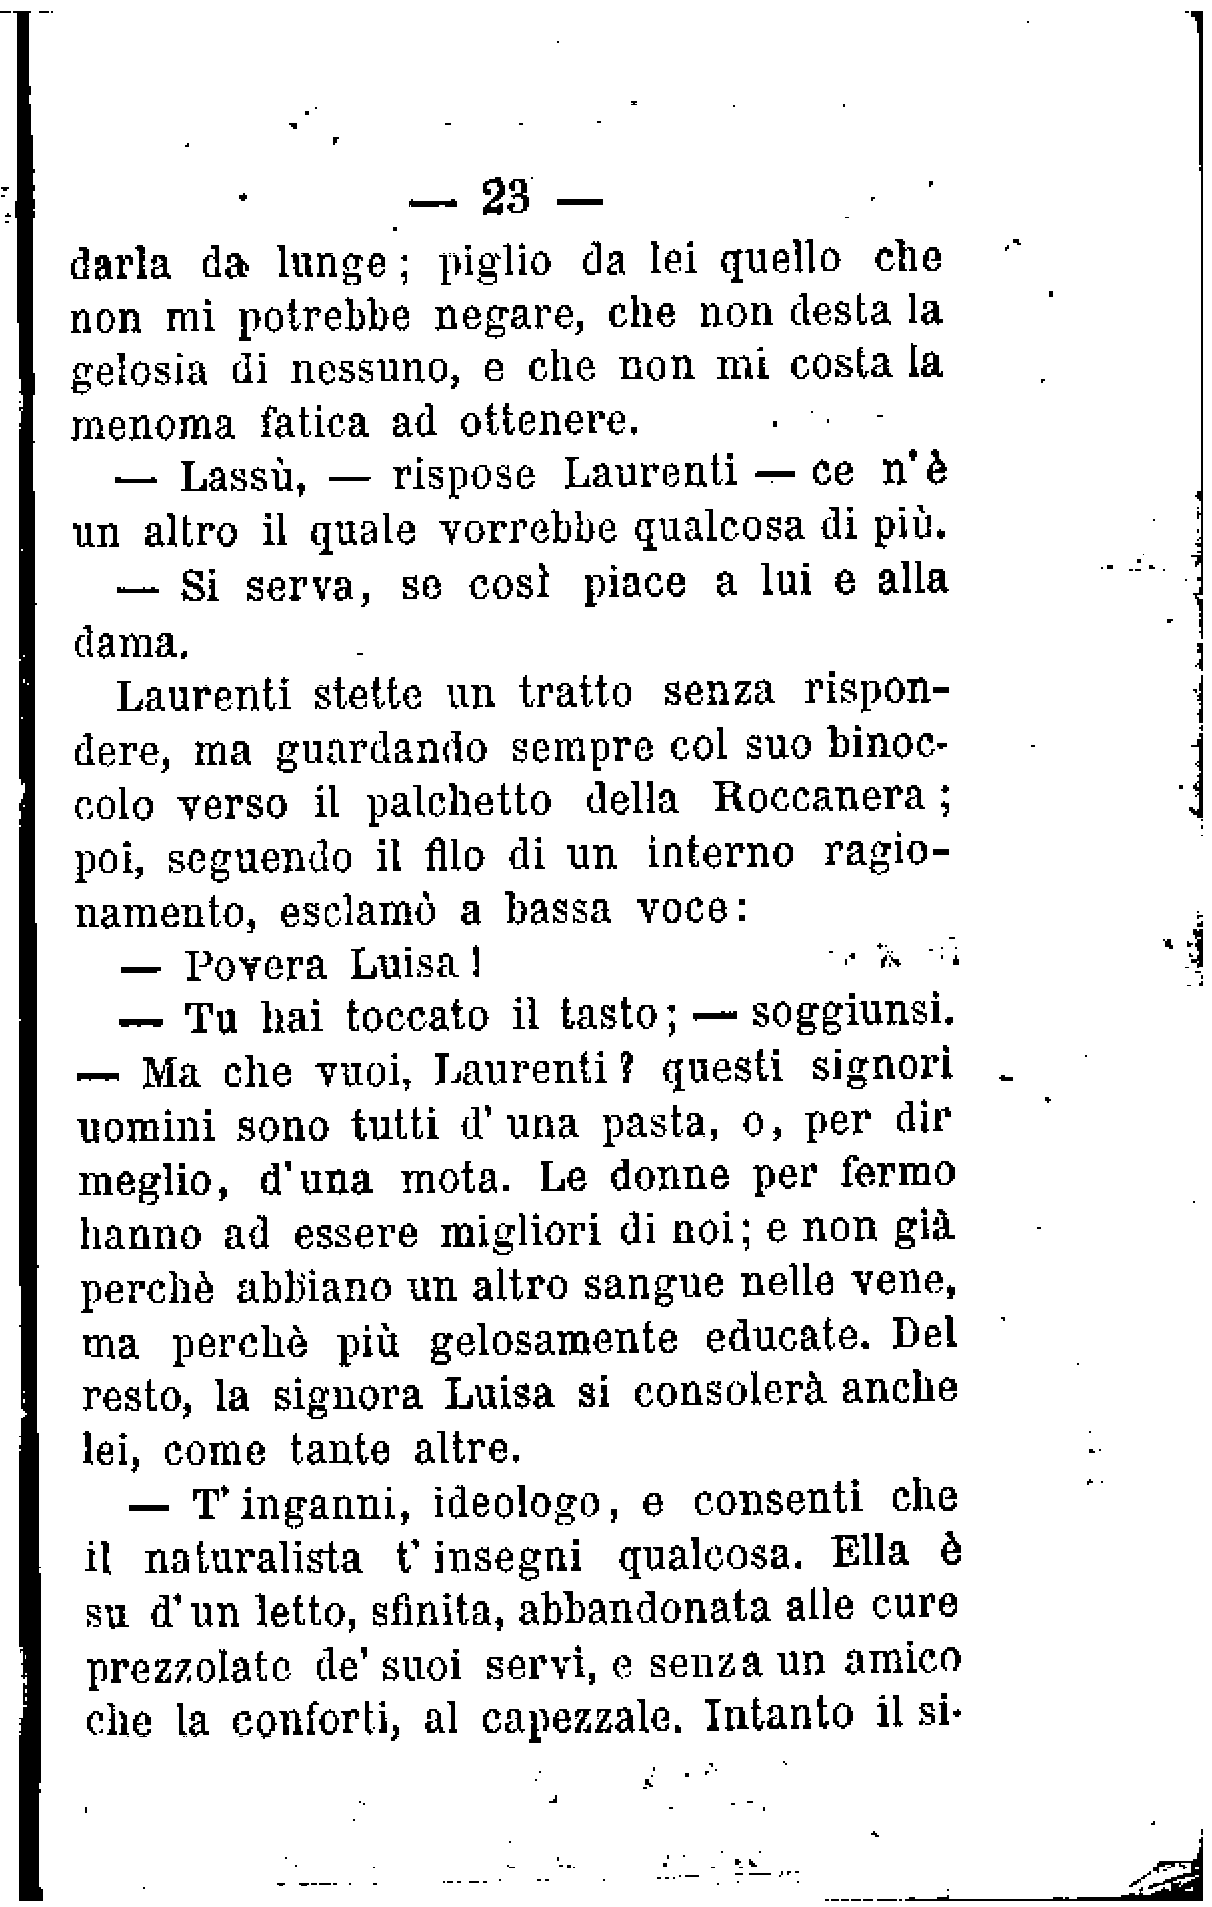 — 23 —
darla da lunge; piglio da lei quello che
non mi potrebbe negare, che non desta la
gelosia di nessuno, e che non mi costa la
menoma fatica ad ottenere.
— Lassù, — rispose Laurenti — ce n'è
un altro il quale vorrebbe qualcosa di più.
— Si serva, se così piace a lui e alla
dama.
Laurenti stette un tratto senza rispon-
dere, ma guardando sempre col suo binoc-
colo verso il palchetto della Roccanera;
poi, seguendo il filo di un interno ragio-
namento, esclamò a bassa voce:
— Povera Luisa!
— Tu hai toccato il tasto; — soggiunsi.
— Ma che vuoi, Laurenti? questi signori
uomini sono tutti d' una pasta, o, per dir
meglio, d'una mota. Le donne per fermo
hanno ad essere migliori di noi; e non già
perchè abbiano un altro sangue nelle vene,
ma perchè più gelosamente educate. Del
resto, la signora Luisa si consolerà anche
lei, come tante altre.
— T' inganni, ideologo, e consenti che
il naturalista t' insegni qualcosa. Ella è
su d' un letto, sfinita, abbandonata alle cure
prezzolate de' suoi servi, e senza un amico
che la conforti, al capezzale. Intanto il si-